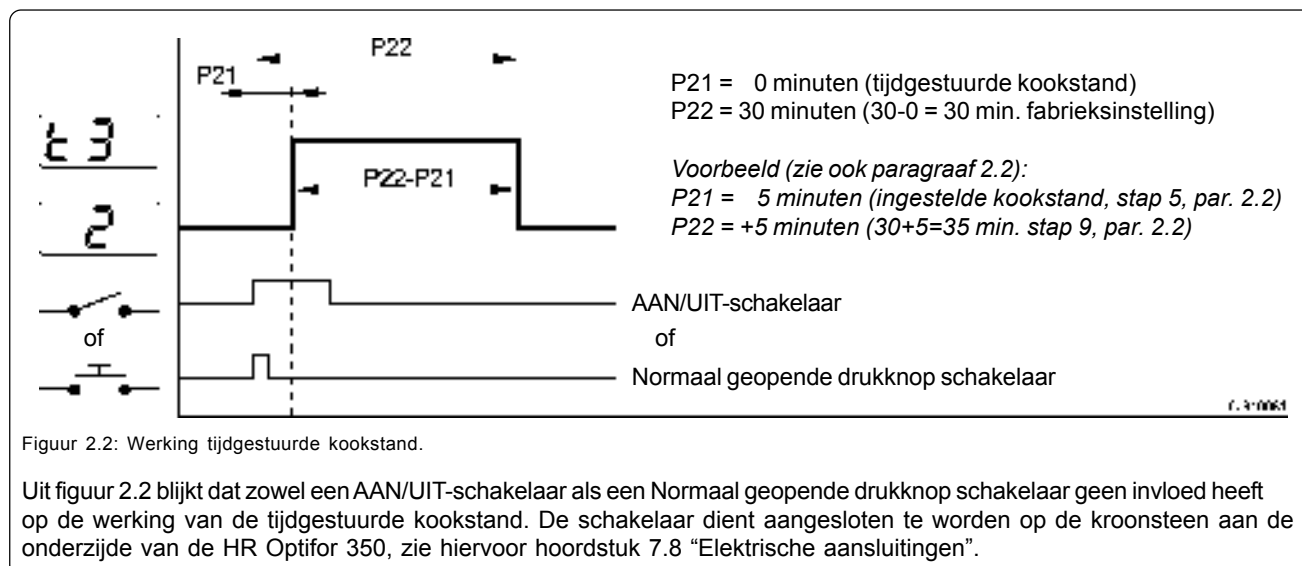 P22
P21
P21 = 0 minuten (tijdgestuurde kookstand)
P22 = 30 minuten (30-0 = 30 min. fabrieksinstelling)
t3
P22-P21
Voorbeeld (zie ook paragraaf 2.2):
P21 = 5 minuten (ingestelde kookstand, stap 5, par. 2.2)
P22 = +5 minuten (30+5=35 min. stap 9, par. 2.2)
2
AAN/UIT-schakelaar
of
of
Normaal geopende drukknop schakelaar
Figuur 2.2: Werking tijdgestuurde kookstand.
Uit figuur 2.2 blijkt dat zowel een AAN/UIT-schakelaar als een Normaal geopende drukknop schakelaar geen invloed heeft
op de werking van de tijdgestuurde kookstand. De schakelaar dient aangesloten te worden op de kroonsteen aan de
onderzijde van de HR Optifor 350, zie hiervoor hoordstuk 7.8 “Elektrische aansluitingen”.